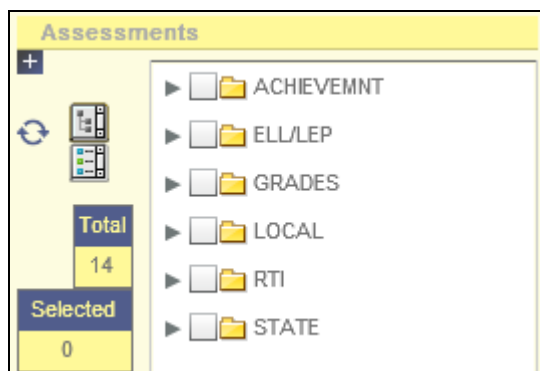 Assessments
+
ACHIEVEMNT
ELL/LEP
GRADES
LOCAL
RTI
STATE
Total
14
Selected
0